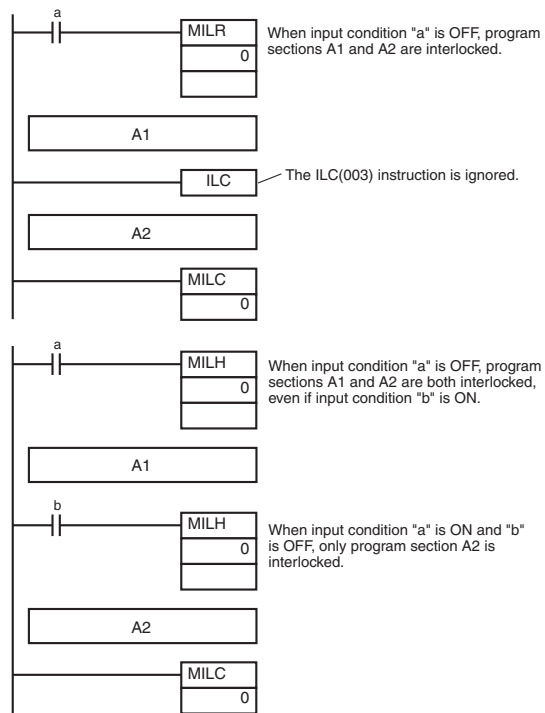 a
MILR
0
When input condition "a" is OFF, program
sections A1 and A2 are interlocked.
A1
ILC
The ILC(003) instruction is ignored.
A2
MILC
0
a
MILH
0
When input condition "a" is OFF, program
sections A1 and A2 are both interlocked,
even if input condition "b" is ON.
A1
b
MILH
0
When input condition "a" is ON and "b"
is OFF, only program section A2 is
interlocked.
A2
MILC
0